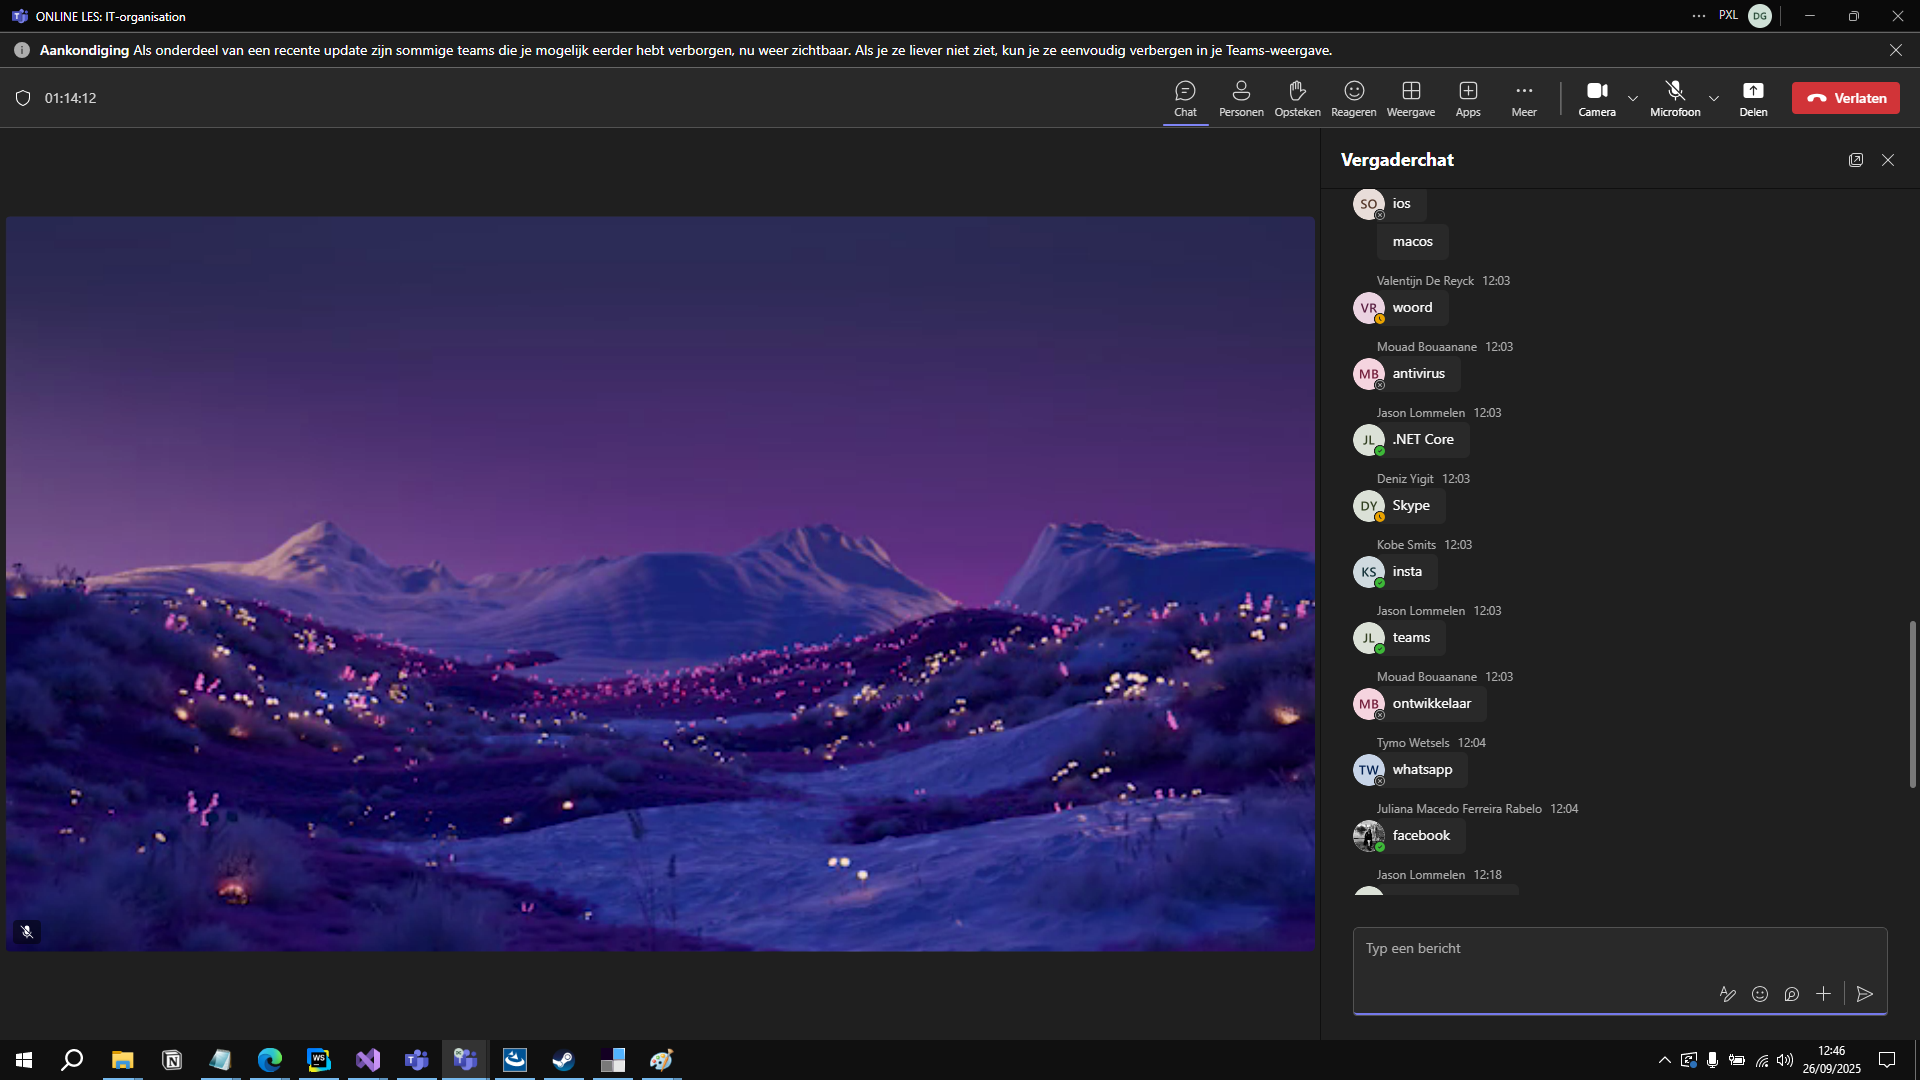 ONLINE LES: IT-organisation
PXL
DG
Aankondiging Als onderdeel van een recente update zijn sommige teams die je mogelijk eerder hebt verborgen, nu weer zichtbaar. Als je ze liever niet ziet, kun je ze eenvoudig verbergen in je Teams-weergave.
01:14:12
Chat
Personen
Opsteken
Reageren
Weergave
Apps
Meer
Camera
Microfoon
Delen
Verlaten
Vergaderchat
SO
ios
macos
Valentijn De Reyck 12:03
VR
woord
Mouad Bouaanane 12:03
MB
antivirus
Jason Lommelen 12:03
JL
.NET Core
Deniz Yigit 12:03
DY
Skype
Kobe Smits 12:03
KS
insta
Jason Lommelen 12:03
JL
teams
Mouad Bouaanane 12:03
MB
ontwikkelaar
Tymo Wetsels 12:04
TW
whatsapp
Juliana Macedo Ferreira Rabelo 12:04
facebook
Jason Lommelen 12:18
Typ een bericht
WS
12:46
26/09/2025